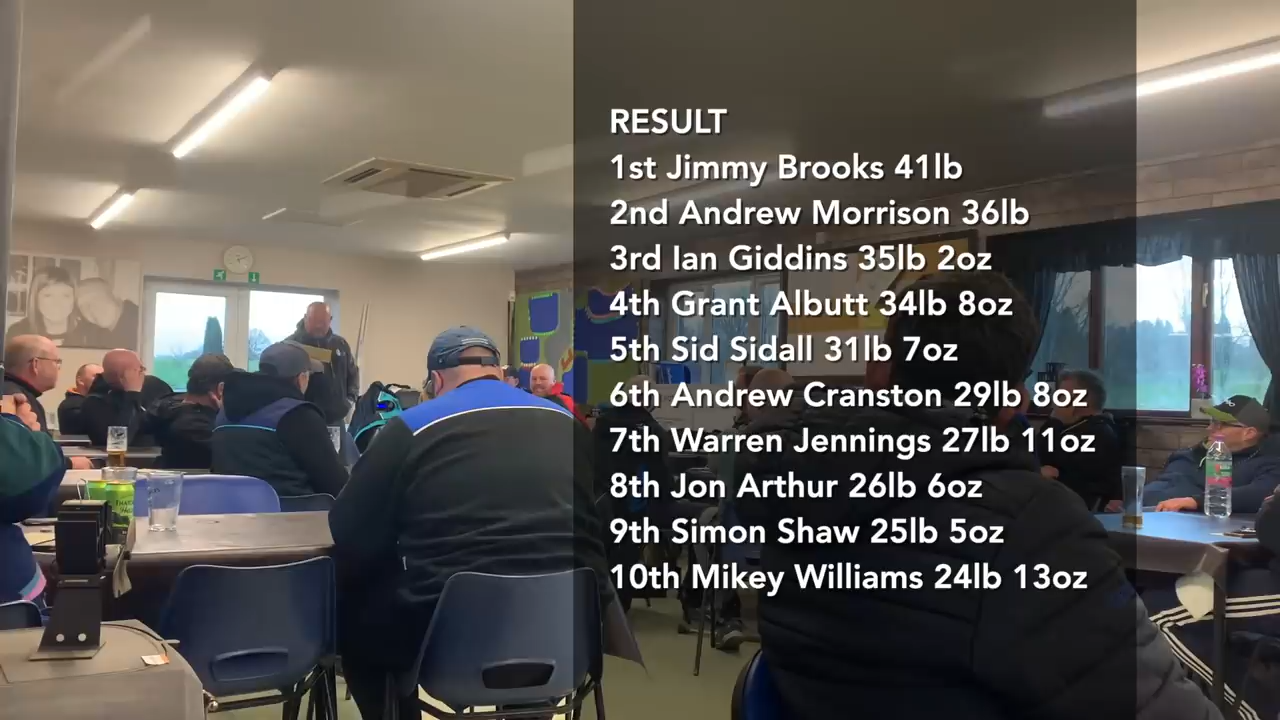 RESULT
1st Jimmy Brooks 41lb
2nd Andrew Morrison 36lb
3rd Ian Giddins 35lb 2oz
4th Grant Albutt 34lb 8oz
5th Sid Sidall 31lb 7oz
6th Andrew Cranston 29lb 8oz
7th Warren Jennings 27lb 11oz
8th Jon Arthur 26lb 6oz
9th Simon Shaw 25lb 5oz
10th Mikey Williams 24lb 13oz